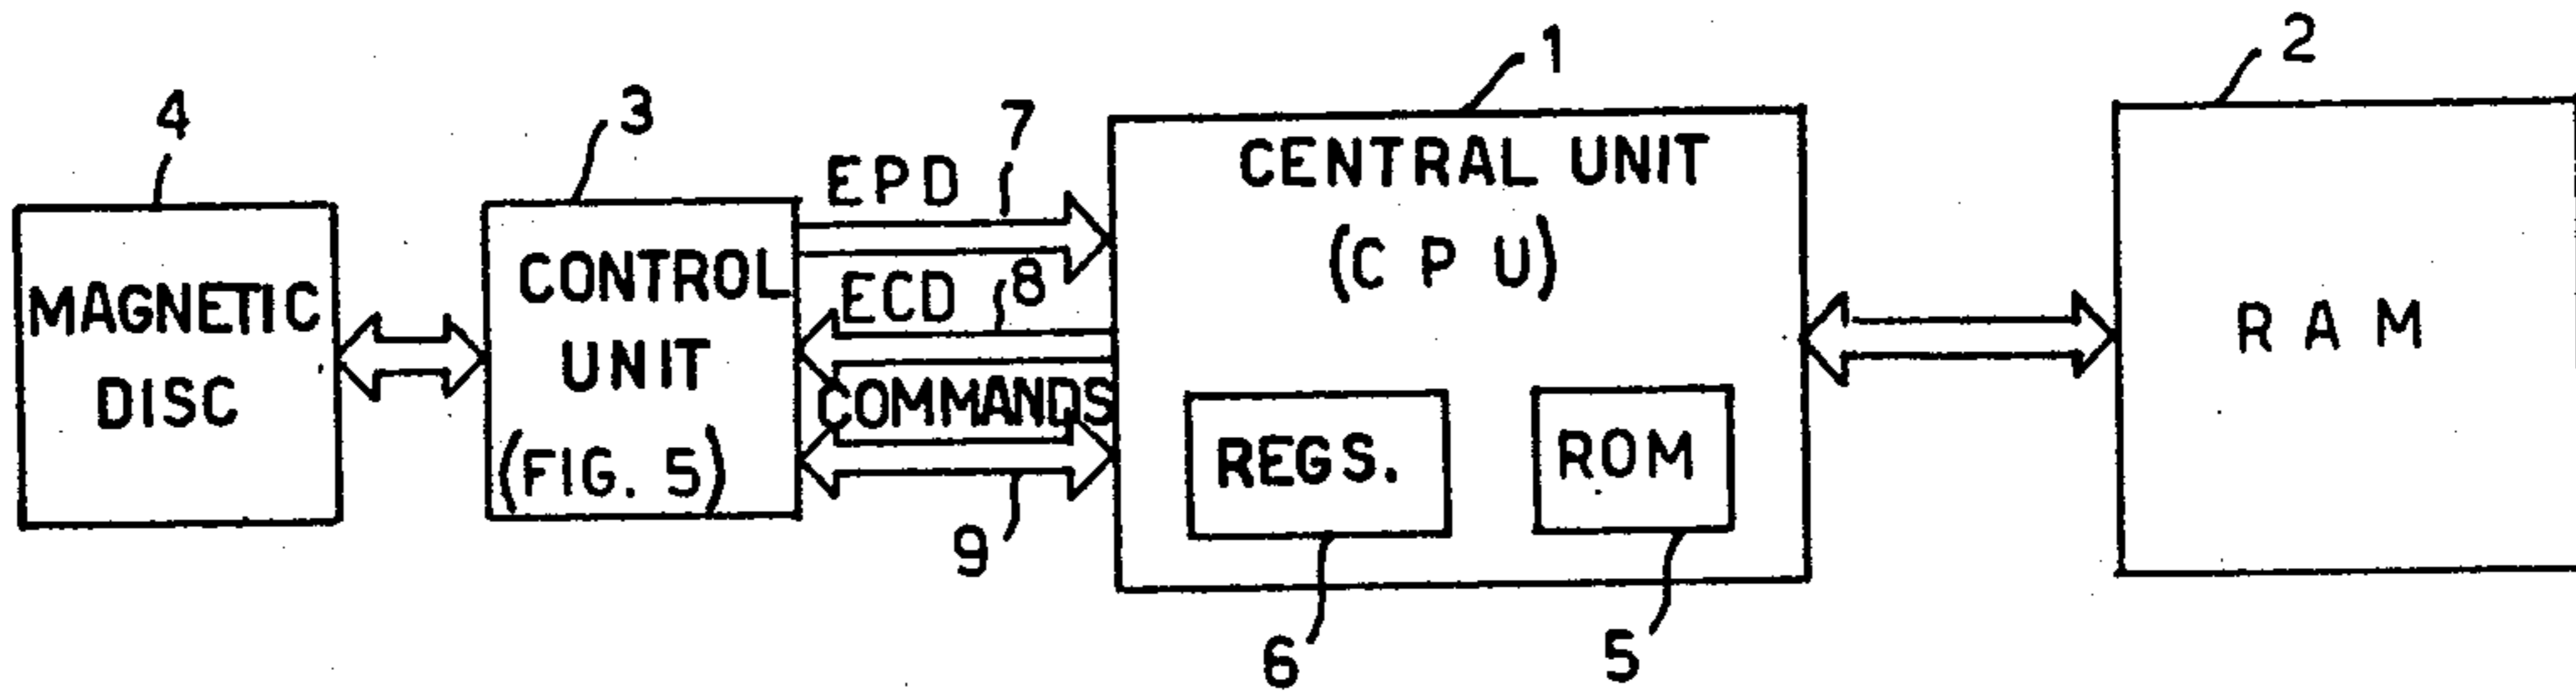 4
MAGNETIC
DISC
3
CONTROL
UNIT
(FIG. 5)
EPD
7
ECD
8
COMMANDS
9
1
CENTRAL UNIT
(C P U)
REGS.
6
ROM
5
2
R A M